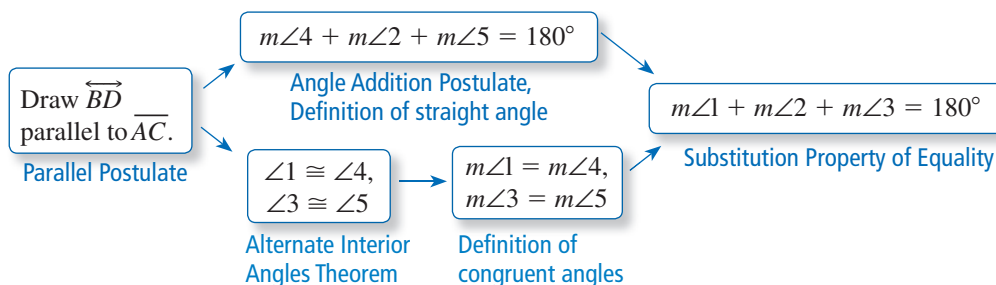 Draw BD
parallel to AC.
Parallel Postulate
m∠4 + m∠2 + m∠5 = 180°
Angle Addition Postulate,
Definition of straight angle
∠1 ≅ ∠4,
∠3 ≅ ∠5
Alternate Interior
Angles Theorem
m∠1 = m∠4,
m∠3 = m∠5
Definition of
congruent angles
m∠1 + m∠2 + m∠3 = 180°
Substitution Property of Equality